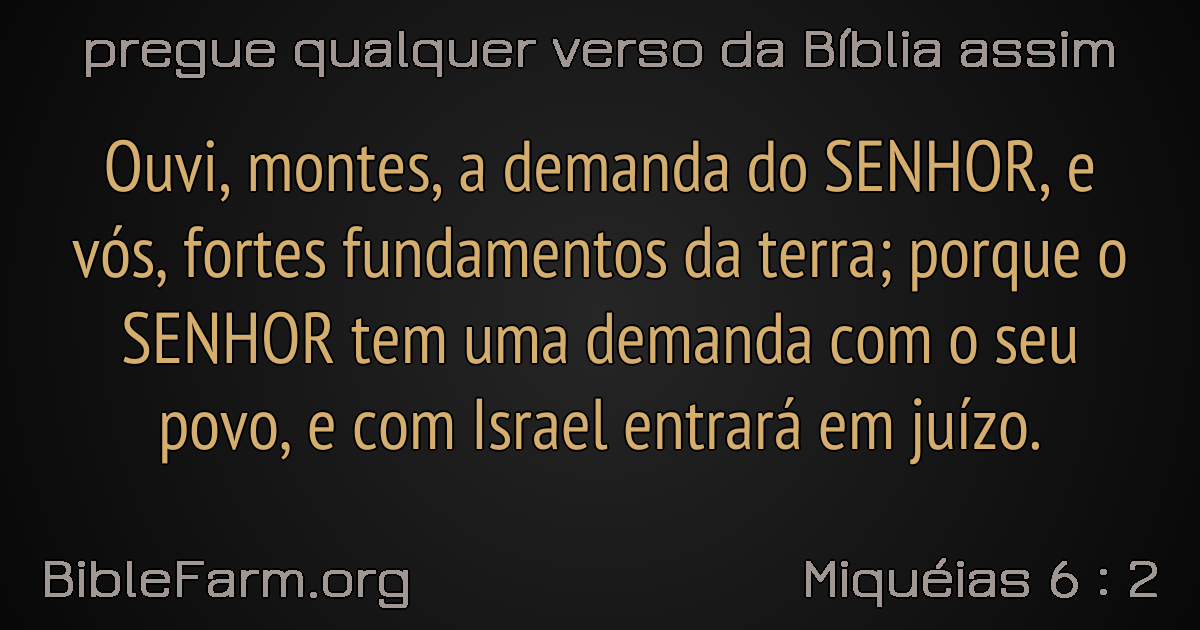 pregue qualquer verso da Bíblia assim
Ouvi, montes, a demanda do SENHOR, e
vós, fortes fundamentos da terra; porque o
SENHOR tem uma demanda com o seu
povo, e com Israel entrará em juízo.
BibleFarm.org
Miquéias 6 : 2